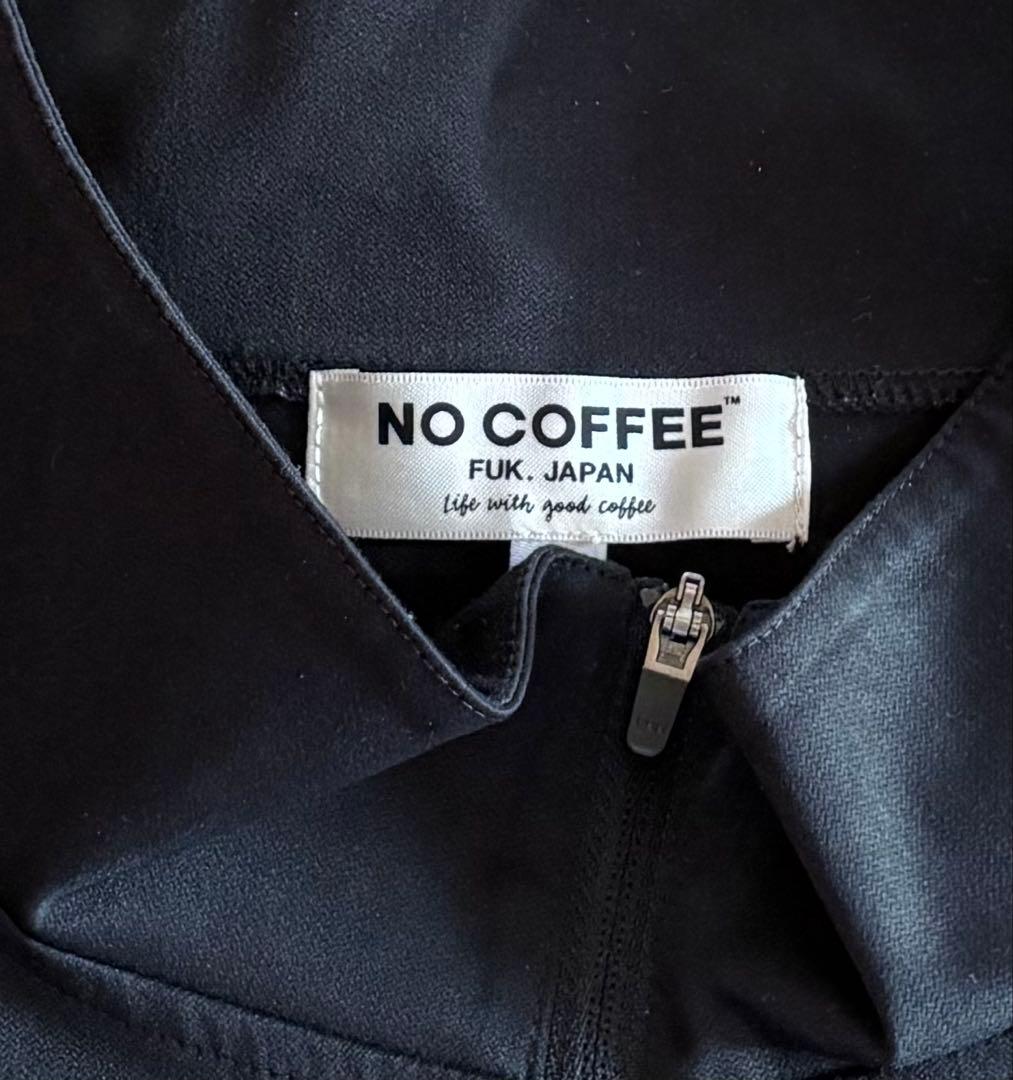 NO COFFEE™
FUK. JAPAN
Life with good coffee